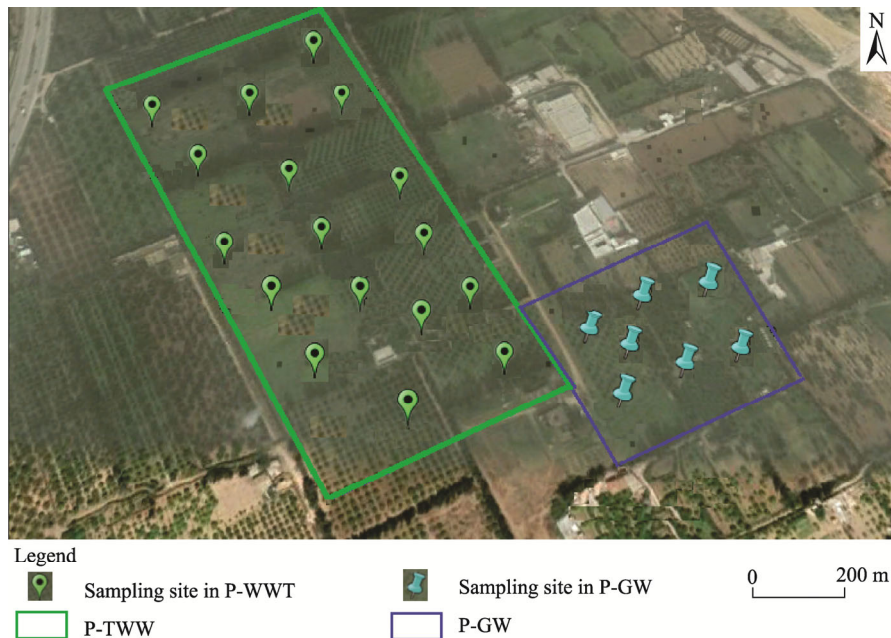 N
Legend
Sampling site in P-WWT
Sampling site in P-GW
0 200 m
P-TWW
P-GW